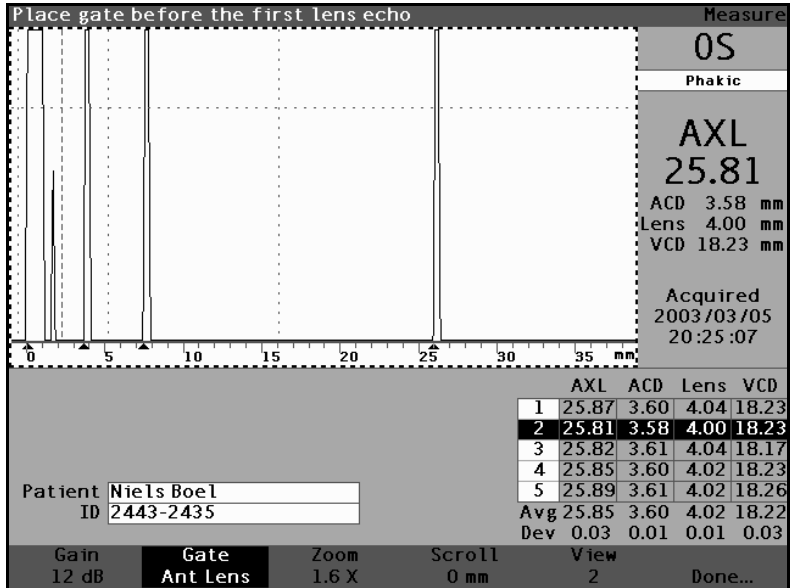 Place gate before the first lens echo Measure
OS
Phakic
AXL
25.81
ACD 3.58 mm
Lens 4.00 mm
VCD 18.23 mm
Acquired
2003/03/05
20:25:07
0 5 10 15 20 25 30 35 mm
AXL ACD Lens VCD
1 25.87 3.60 4.04 18.23
2 25.81 3.58 4.00 18.23
3 25.82 3.61 4.04 18.17
4 25.85 3.60 4.02 18.23
5 25.89 3.61 4.02 18.26
Avg 25.85 3.60 4.02 18.22
Dev 0.03 0.01 0.01 0.03
Patient Niels Boel
ID 2443-2435
Gain Gate Zoom Scroll View
12 dB Ant Lens 1.6 X 0 mm 2 Done...